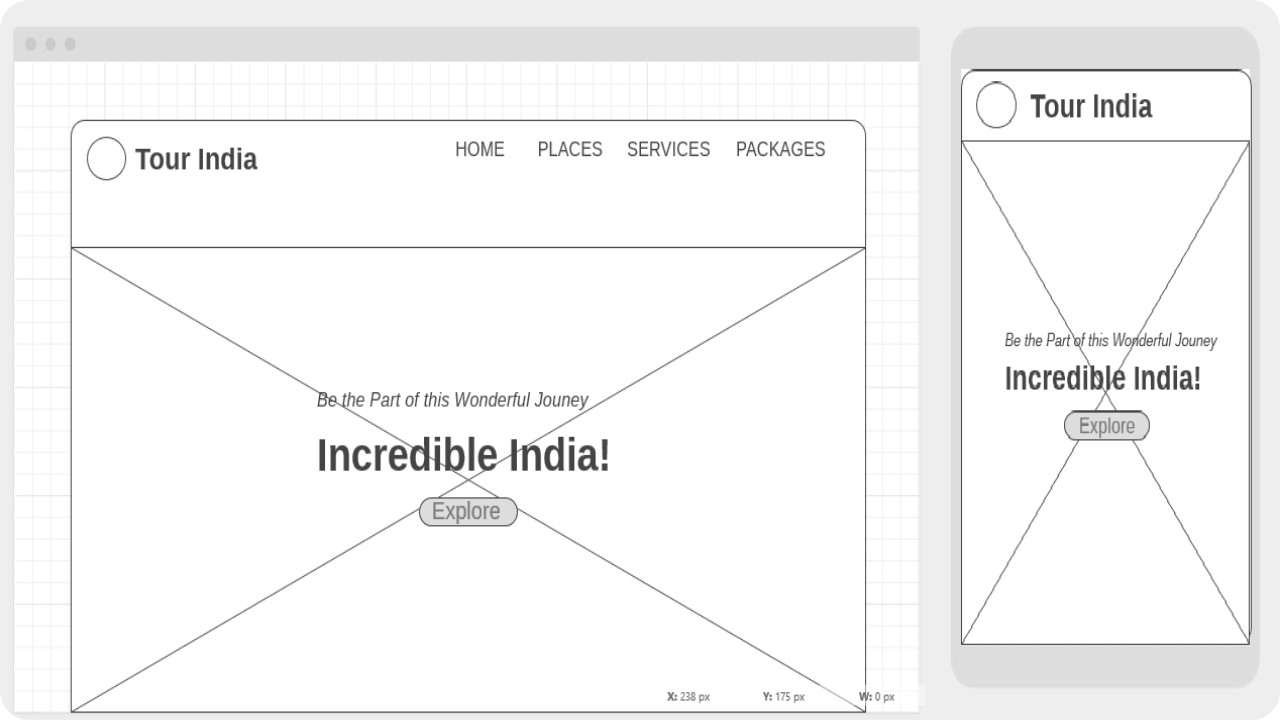 Tour India
HOME PLACES SERVICES PACKAGES
Be the Part of this Wonderful Jouney
Incredible India!
Explore
X: 238 px Y: 175 px W: 0 px
Tour India
Be the Part of this Wonderful Jouney
Incredible India!
Explore